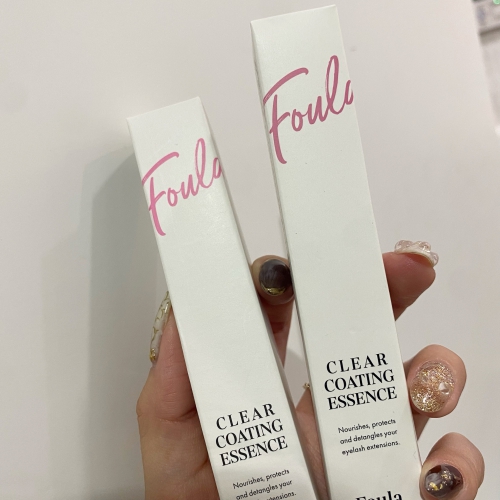 Foula
CLEAR
COATING
ESSENCE
Nourishes, protects
and detangles your
extensions.
Foula
CLEAR
COATING
ESSENCE
Nourishes, protects
and detangles your
eyelash extensions.
Foula